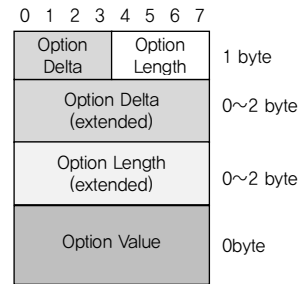 0 1 2 3 4 5 6 7
Option Option
Delta Length
1 byte
Option Delta
(extended)
0~2 byte
Option Length
(extended)
0~2 byte
Option Value
0byte